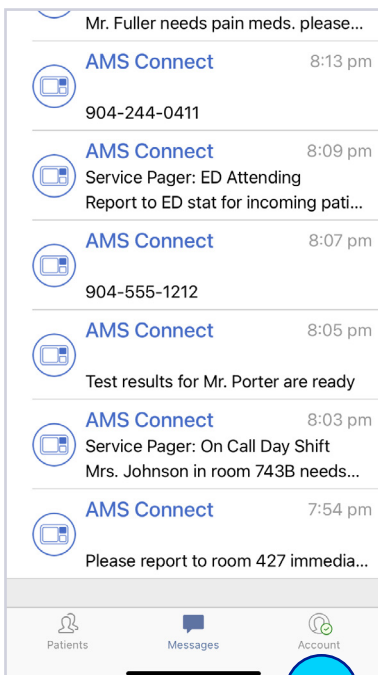 Mr. Fuller needs pain meds. please...
AMS Connect 8:13 pm
904-244-0411
AMS Connect 8:09 pm
Service Pager: ED Attending
Report to ED stat for incoming pati...
AMS Connect 8:07 pm
904-555-1212
AMS Connect 8:05 pm
Test results for Mr. Porter are ready
AMS Connect 8:03 pm
Service Pager: On Call Day Shift
Mrs. Johnson in room 743B needs...
AMS Connect 7:54 pm
Please report to room 427 immedia...
Patients Messages Account